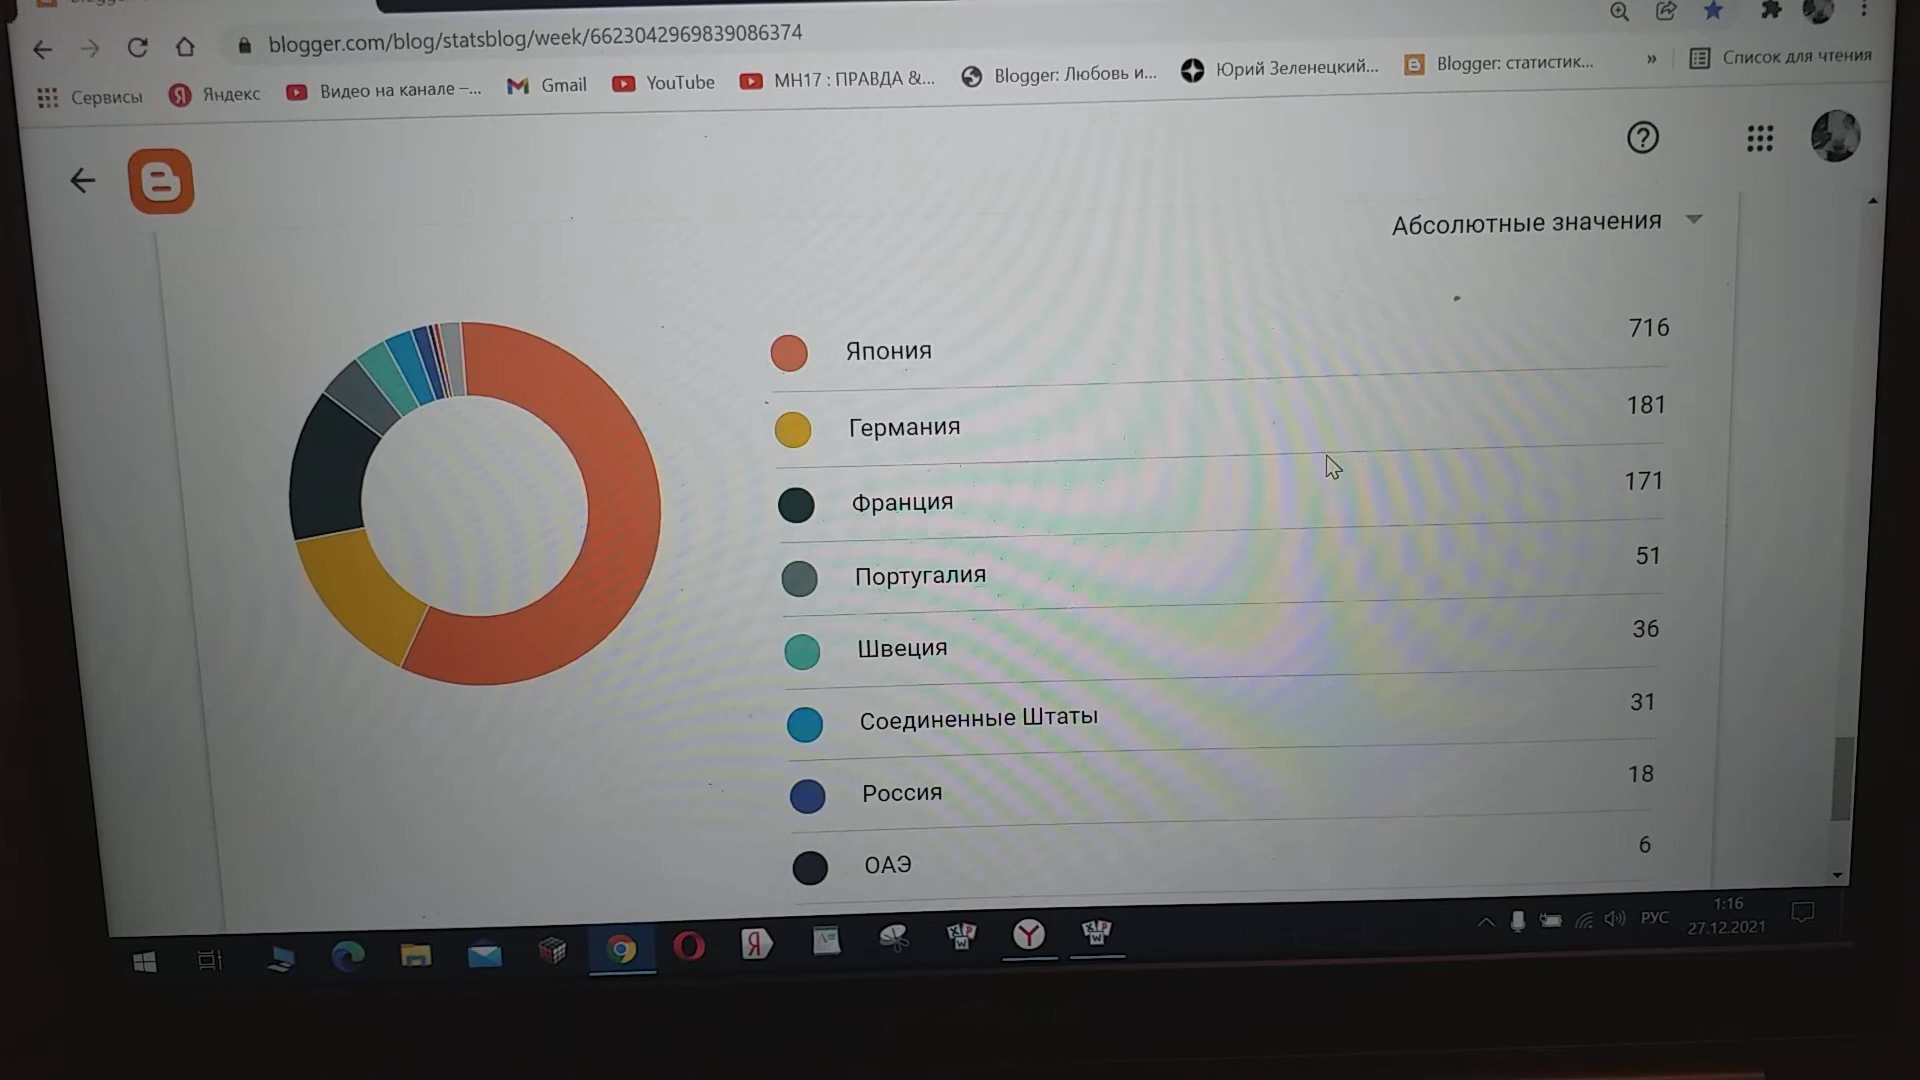 blogger.com/blog/statsblog/week/6623042969839086374
Сервисы Яндекс Видео на канале –... Gmail YouTube MH17 : ПРАВДА &... Blogger: Любовь и... Юрий Зеленецкий... Blogger: статистик... » Список для чтения
Абсолютные значения
Япония 716
Германия 181
Франция 171
Португалия 51
Швеция 36
Соединенные Штаты 31
Россия 18
ОАЭ 6
РУС 1:16
27.12.2021